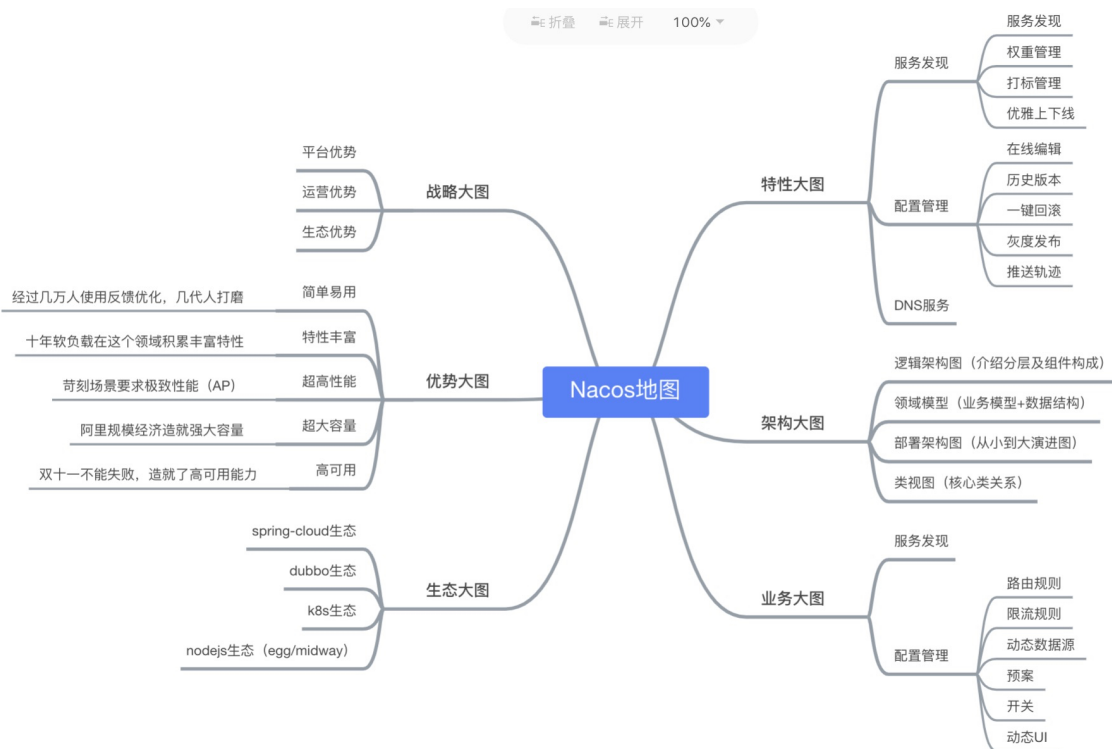 折叠 展开 100%
Nacos地图
战略大图
平台优势
运营优势
生态优势
优势大图
简单易用
经过几万人使用反馈优化，几代人打磨
特性丰富
十年软负载在这个领域积累丰富特性
超高性能
苛刻场景要求极致性能（AP）
超大容量
阿里规模经济造就强大容量
高可用
双十一不能失败，造就了高可用能力
生态大图
spring-cloud生态
dubbo生态
k8s生态
nodejs生态（egg/midway）
特性大图
服务发现
服务发现
权重管理
打标管理
优雅上下线
配置管理
在线编辑
历史版本
一键回滚
灰度发布
推送轨迹
DNS服务
架构大图
逻辑架构图（介绍分层及组件构成）
领域模型（业务模型+数据结构）
部署架构图（从小到大演进图）
类视图（核心类关系）
业务大图
服务发现
配置管理
路由规则
限流规则
动态数据源
预案
开关
动态UI